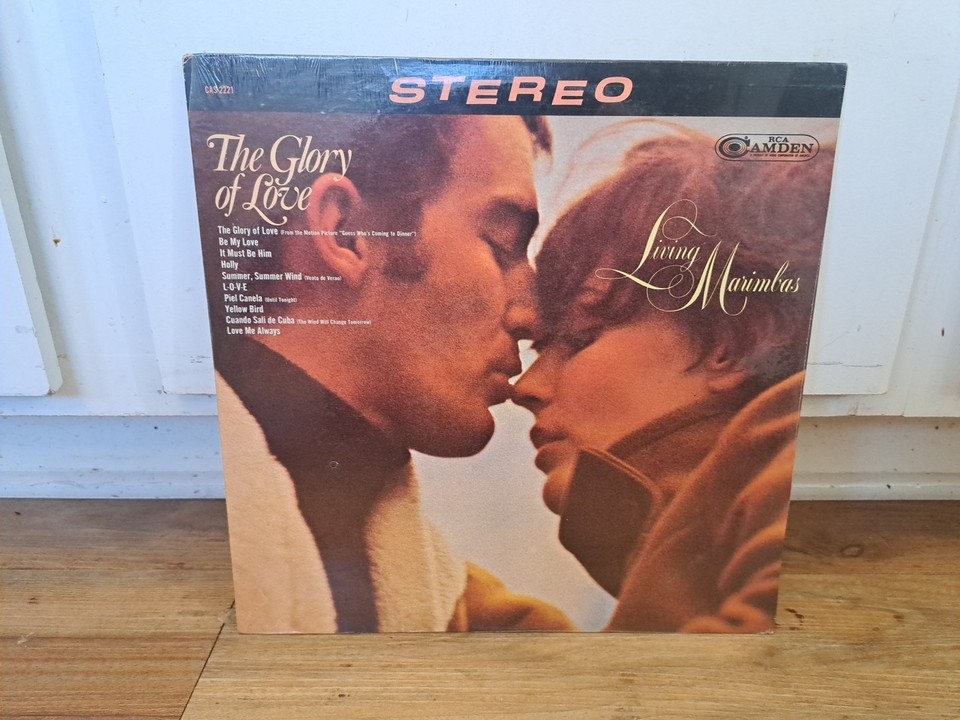 STEREO
CAS-2221
RCA
CAMDEN
The Glory
of Love
The Glory of Love (From the Motion Picture "Guess Who's Coming to Dinner")
Be My Love
It Must Be Him
Holly
Summer, Summer Wind (Vento de Verao)
L-O-V-E
Piel Canela (Until Tonight)
Yellow Bird
Cuando Sali de Cuba (The Wind Will Change Tomorrow)
Love Me Always
Living
Marimbas